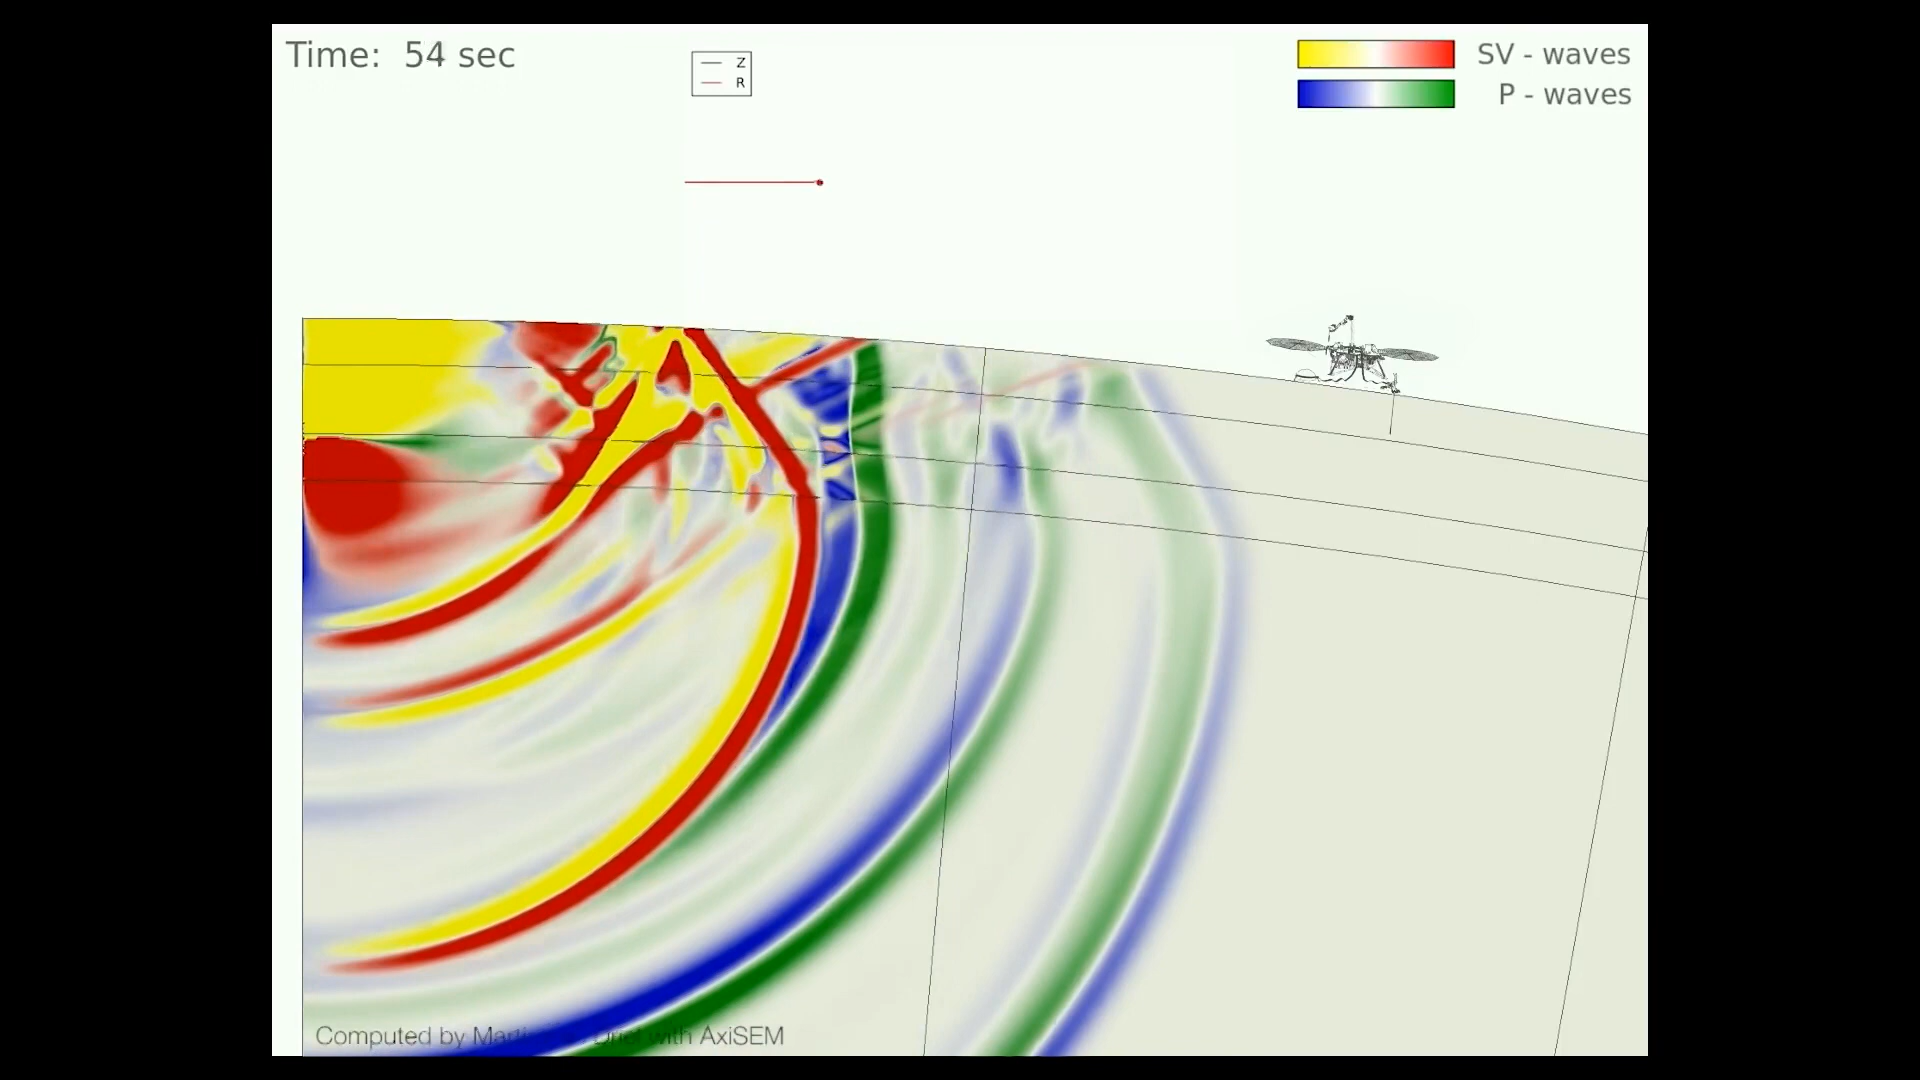 Time: 54 sec
Z
R
SV - waves
P - waves
Computed by with AxiSEM